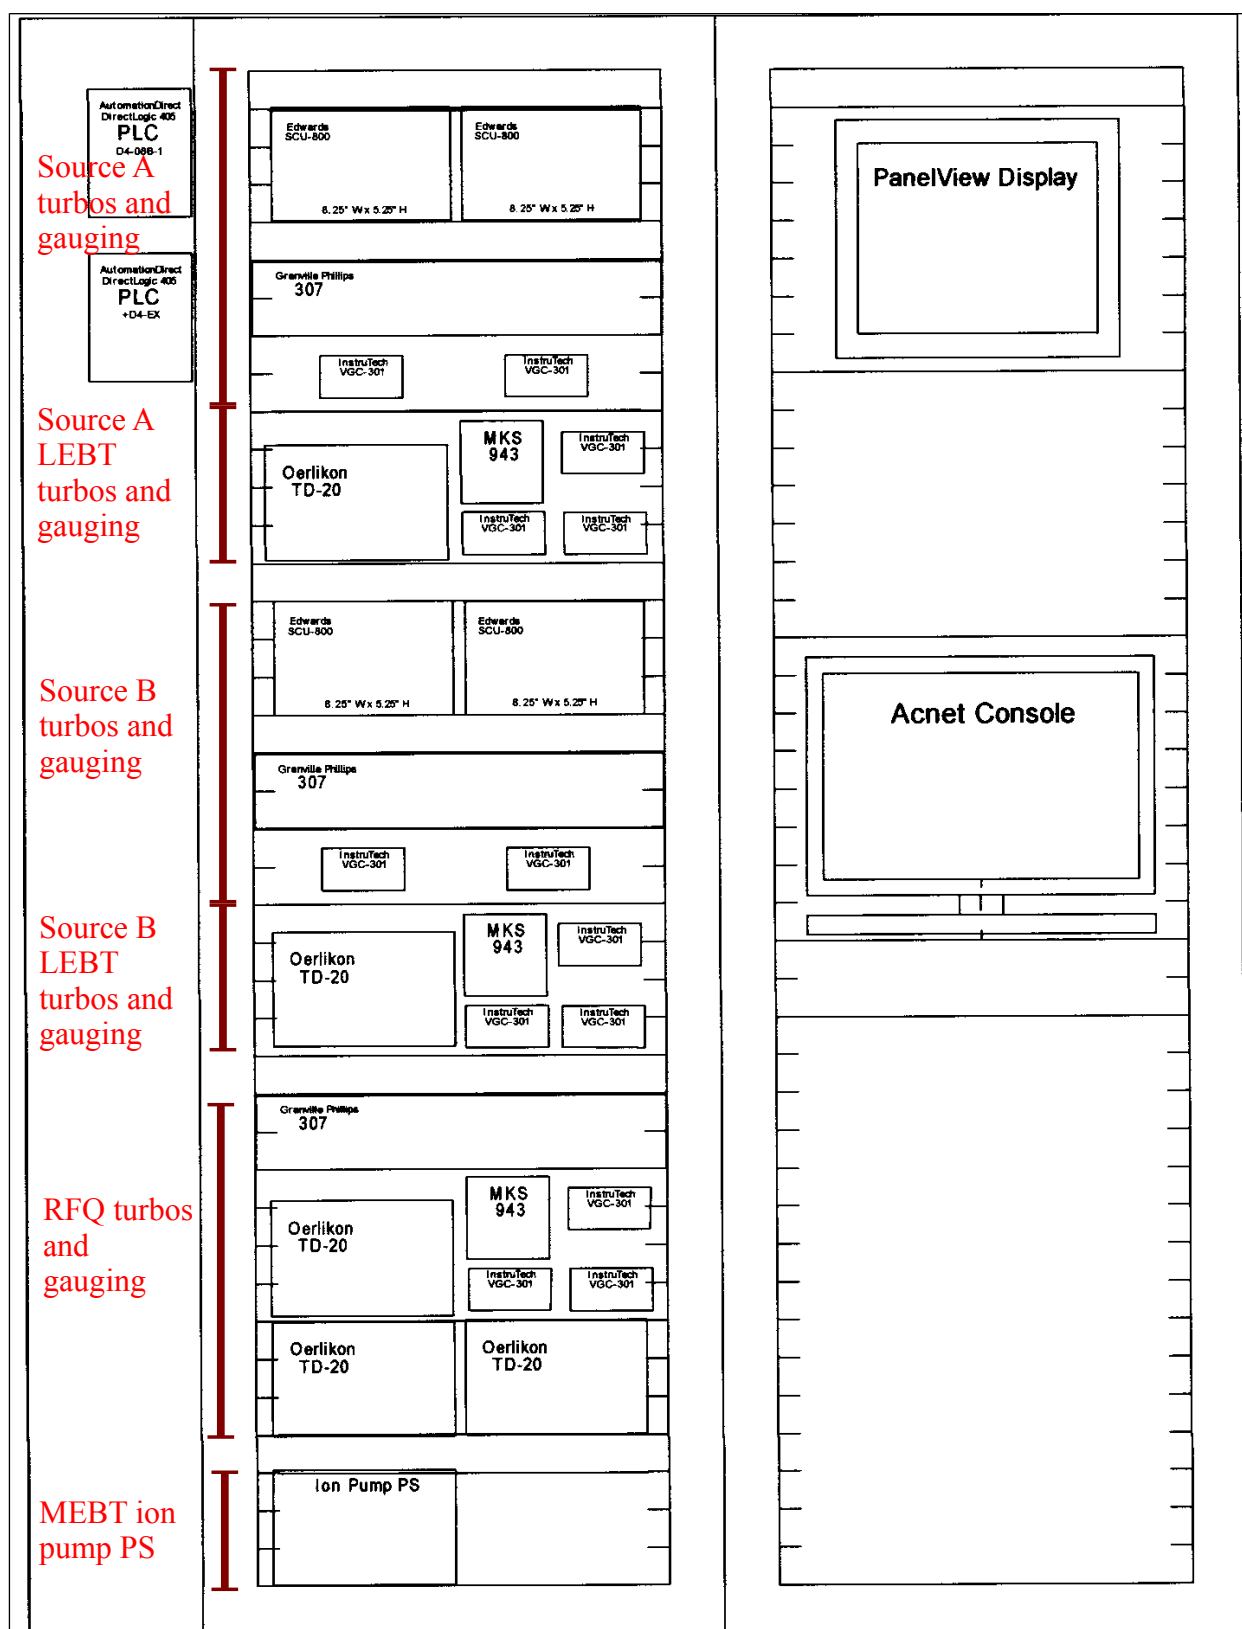 AutomationDirect
DirectLogic 405
PLC
D4-08B-1
Source A
turbos and
gauging
AutomationDirect
DirectLogic 405
PLC
+D4-EX
Edwards
SCU-800
8.25" W x 5.25" H
Edwards
SCU-800
8.25" W x 5.25" H
Granville Phillips
307
InstruTech
VGC-301
InstruTech
VGC-301
Source A
LEBT
turbos and
gauging
Oerlikon
TD-20
MKS
943
InstruTech
VGC-301
InstruTech
VGC-301
InstruTech
VGC-301
Source B
turbos and
gauging
Edwards
SCU-800
8.25" W x 5.25" H
Edwards
SCU-800
8.25" W x 5.25" H
Granville Phillips
307
InstruTech
VGC-301
InstruTech
VGC-301
Source B
LEBT
turbos and
gauging
Oerlikon
TD-20
MKS
943
InstruTech
VGC-301
InstruTech
VGC-301
InstruTech
VGC-301
RFQ turbos
and
gauging
Granville Phillips
307
Oerlikon
TD-20
MKS
943
InstruTech
VGC-301
InstruTech
VGC-301
InstruTech
VGC-301
Oerlikon
TD-20
Oerlikon
TD-20
MEBT ion
pump PS
Ion Pump PS
PanelView Display
Acnet Console